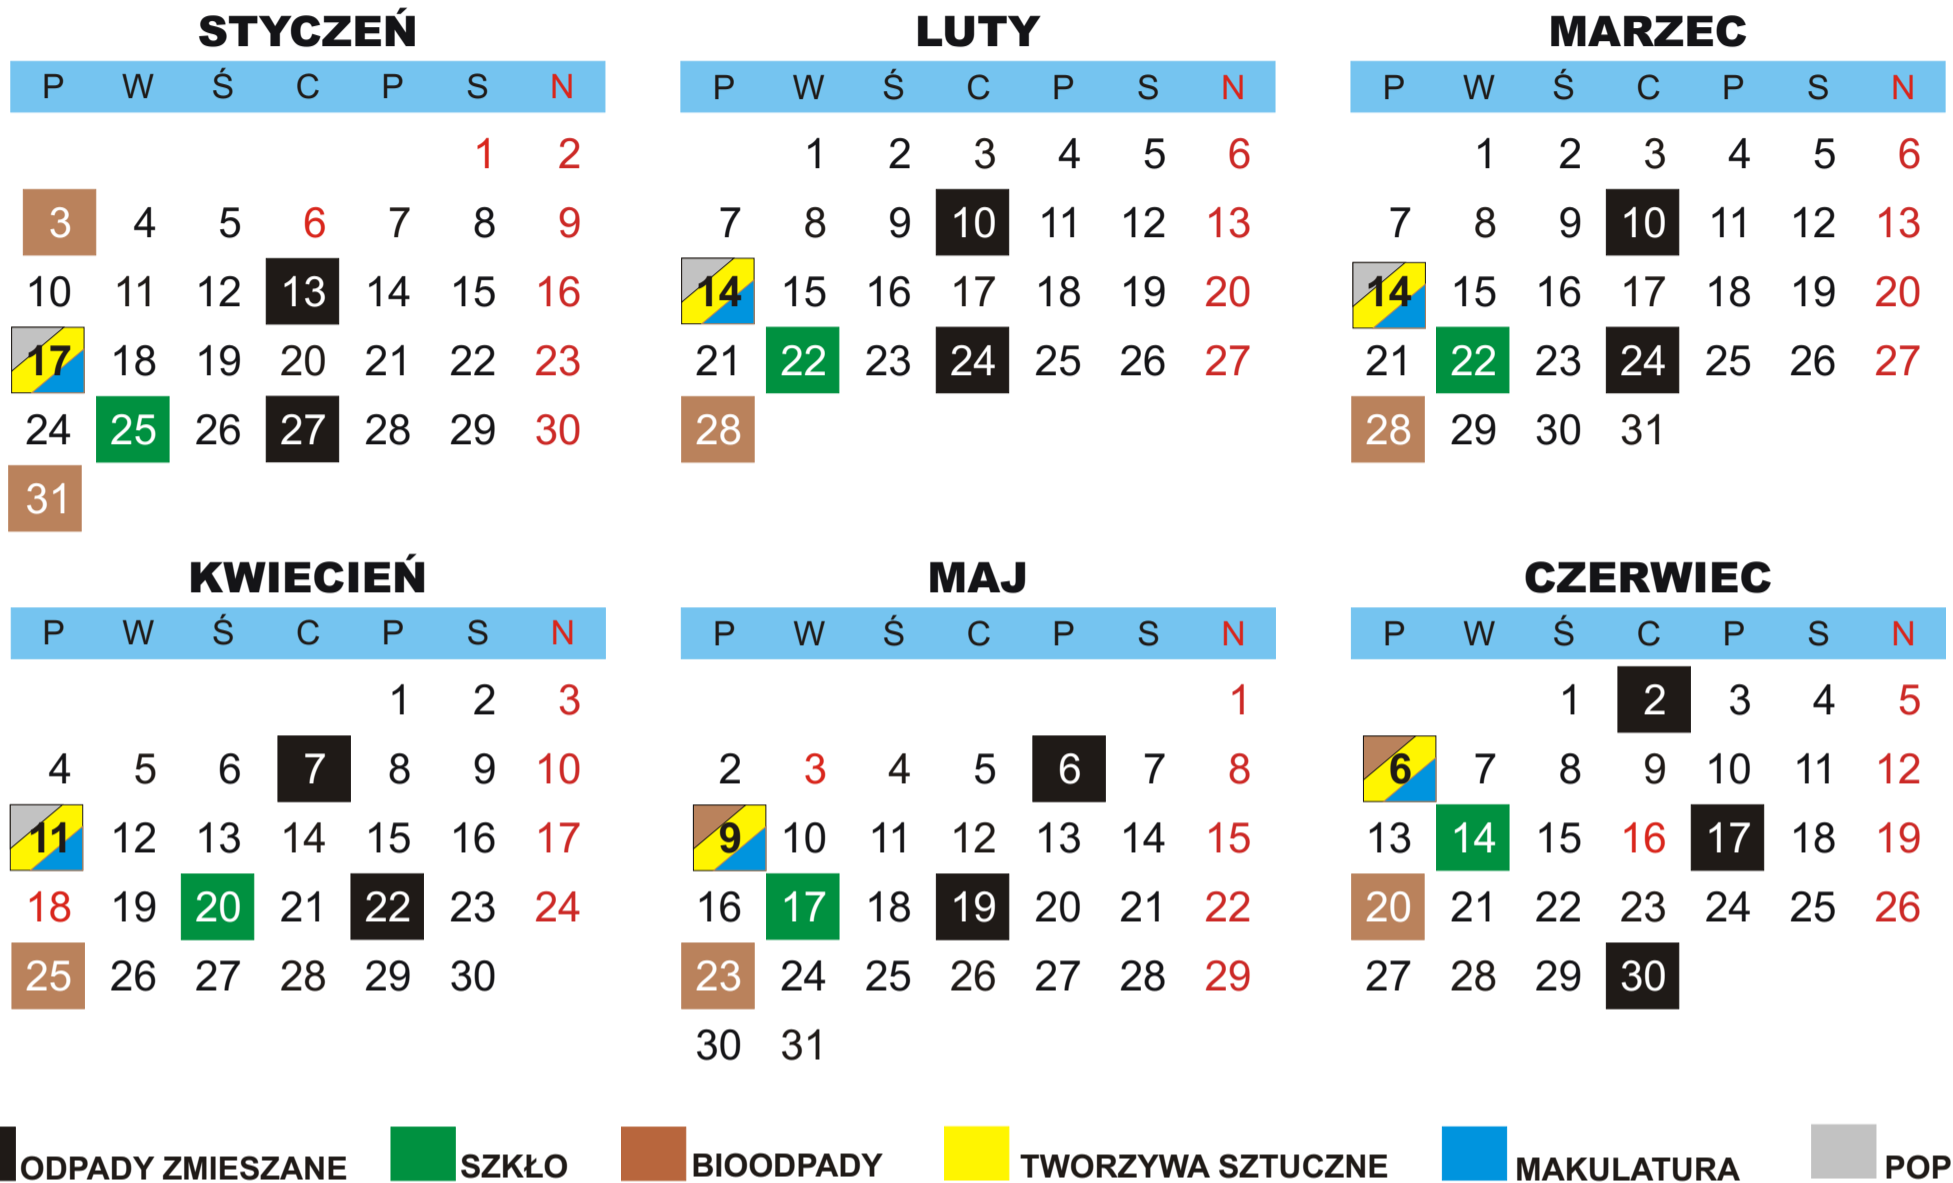 STYCZEŃ LUTY MARZEC
P W Ś C P S N P W Ś C P S N P W Ś C P S N
1 2 1 2 3 4 5 6 1 2 3 4 5 6
3 4 5 6 7 8 9 7 8 9 10 11 12 13 7 8 9 10 11 12 13
10 11 12 13 14 15 16 14 15 16 17 18 19 20 14 15 16 17 18 19 20
17 18 19 20 21 22 23 21 22 23 24 25 26 27 21 22 23 24 25 26 27
24 25 26 27 28 29 30 28 28 29 30 31
31
KWIECIEŃ MAJ CZERWIEC
P W Ś C P S N P W Ś C P S N P W Ś C P S N
1 2 3 1 1 2 3 4 5
4 5 6 7 8 9 10 2 3 4 5 6 7 8 6 7 8 9 10 11 12
11 12 13 14 15 16 17 9 10 11 12 13 14 15 13 14 15 16 17 18 19
18 19 20 21 22 23 24 16 17 18 19 20 21 22 20 21 22 23 24 25 26
25 26 27 28 29 30 23 24 25 26 27 28 29 27 28 29 30
30 31
ODPADY ZMIESZANE SZKŁO BIOODPADY TWORZYWA SZTUCZNE MAKULATURA POP